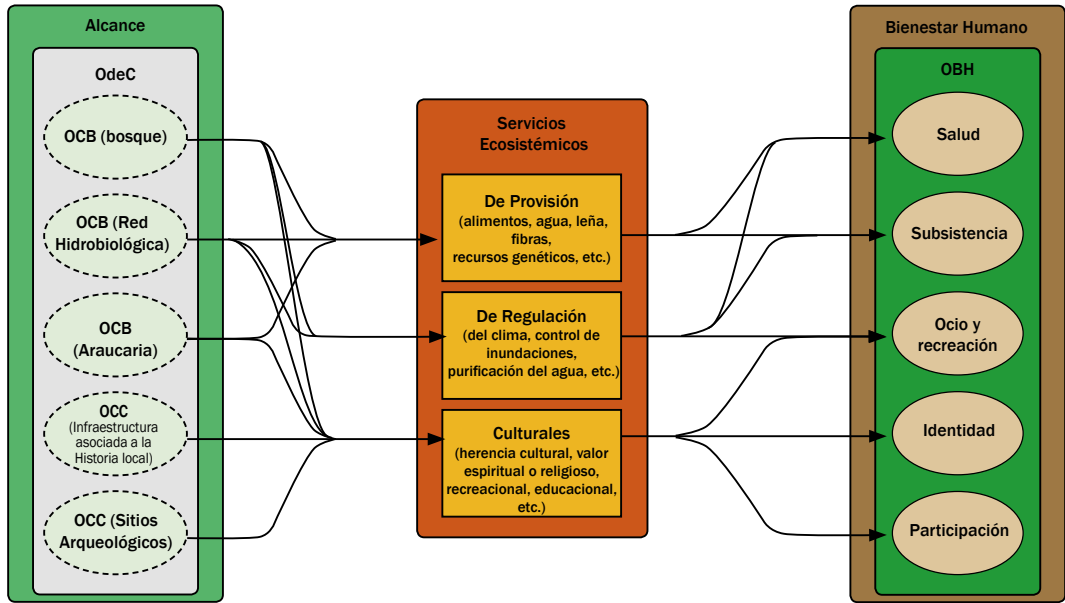 Alcance
OdeC
OCB (bosque)
OCB (Red
Hidrobiológica)
OCB
(Araucaria)
OCC
(Infraestructura
asociada a la
Historia local)
OCC (Sitios
Arqueológicos)
Servicios
Ecosistémicos
De Provisión
(alimentos, agua, leña,
fibras,
recursos genéticos, etc.)
De Regulación
(del clima, control de
inundaciones,
purificación del agua, etc.)
Culturales
(herencia cultural, valor
espiritual o religioso,
recreacional, educacional,
etc.)
Bienestar Humano
OBH
Salud
Subsistencia
Ocio y
recreación
Identidad
Participación